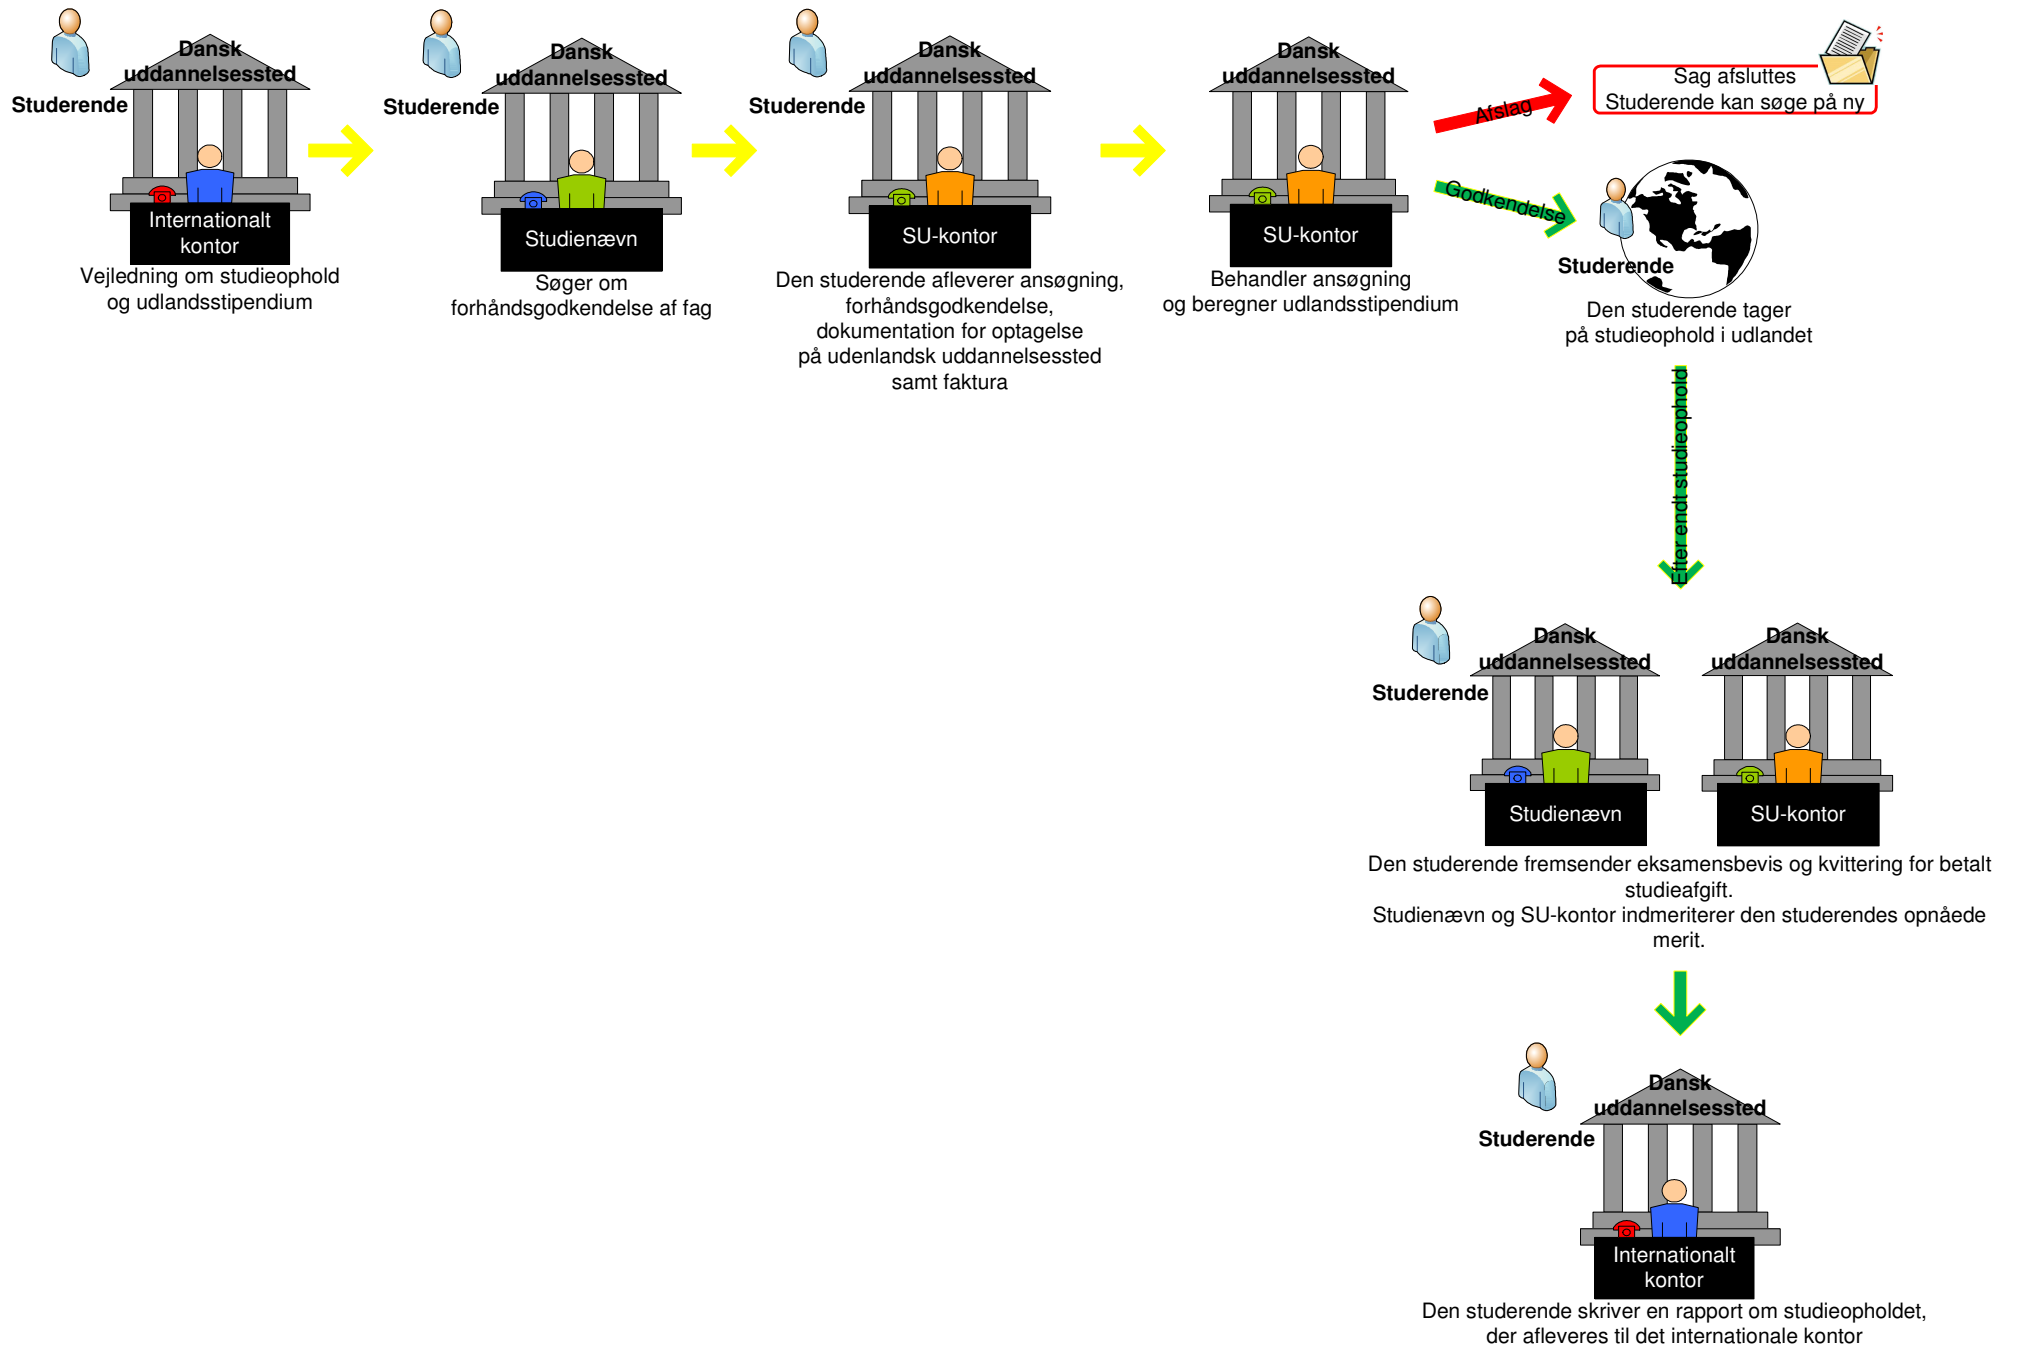 Dansk
uddannelsessted
Studerende
Internationalt
kontor
Vejledning om studieophold
og udlandsstipendium
Dansk
uddannelsessted
Studerende
Studienævn
Søger om
forhåndsgodkendelse af fag
Dansk
uddannelsessted
Studerende
SU-kontor
Den studerende afleverer ansøgning,
forhåndsgodkendelse,
dokumentation for optagelse
på udenlandsk uddannelsessted
samt faktura
Dansk
uddannelsessted
SU-kontor
Behandler ansøgning
og beregner udlandsstipendium
Afslag
Sag afsluttes
Studerende kan søge på ny
Godkendelse
Studerende
Den studerende tager
på studieophold i udlandet
Efter endt studieophold
Studerende
Dansk
uddannelsessted
Studienævn
Dansk
uddannelsessted
SU-kontor
Den studerende fremsender eksamensbevis og kvittering for betalt
studieafgift.
Studienævn og SU-kontor indmeriterer den studerendes opnåede
merit.
Studerende
Dansk
uddannelsessted
Internationalt
kontor
Den studerende skriver en rapport om studieopholdet,
der afleveres til det internationale kontor